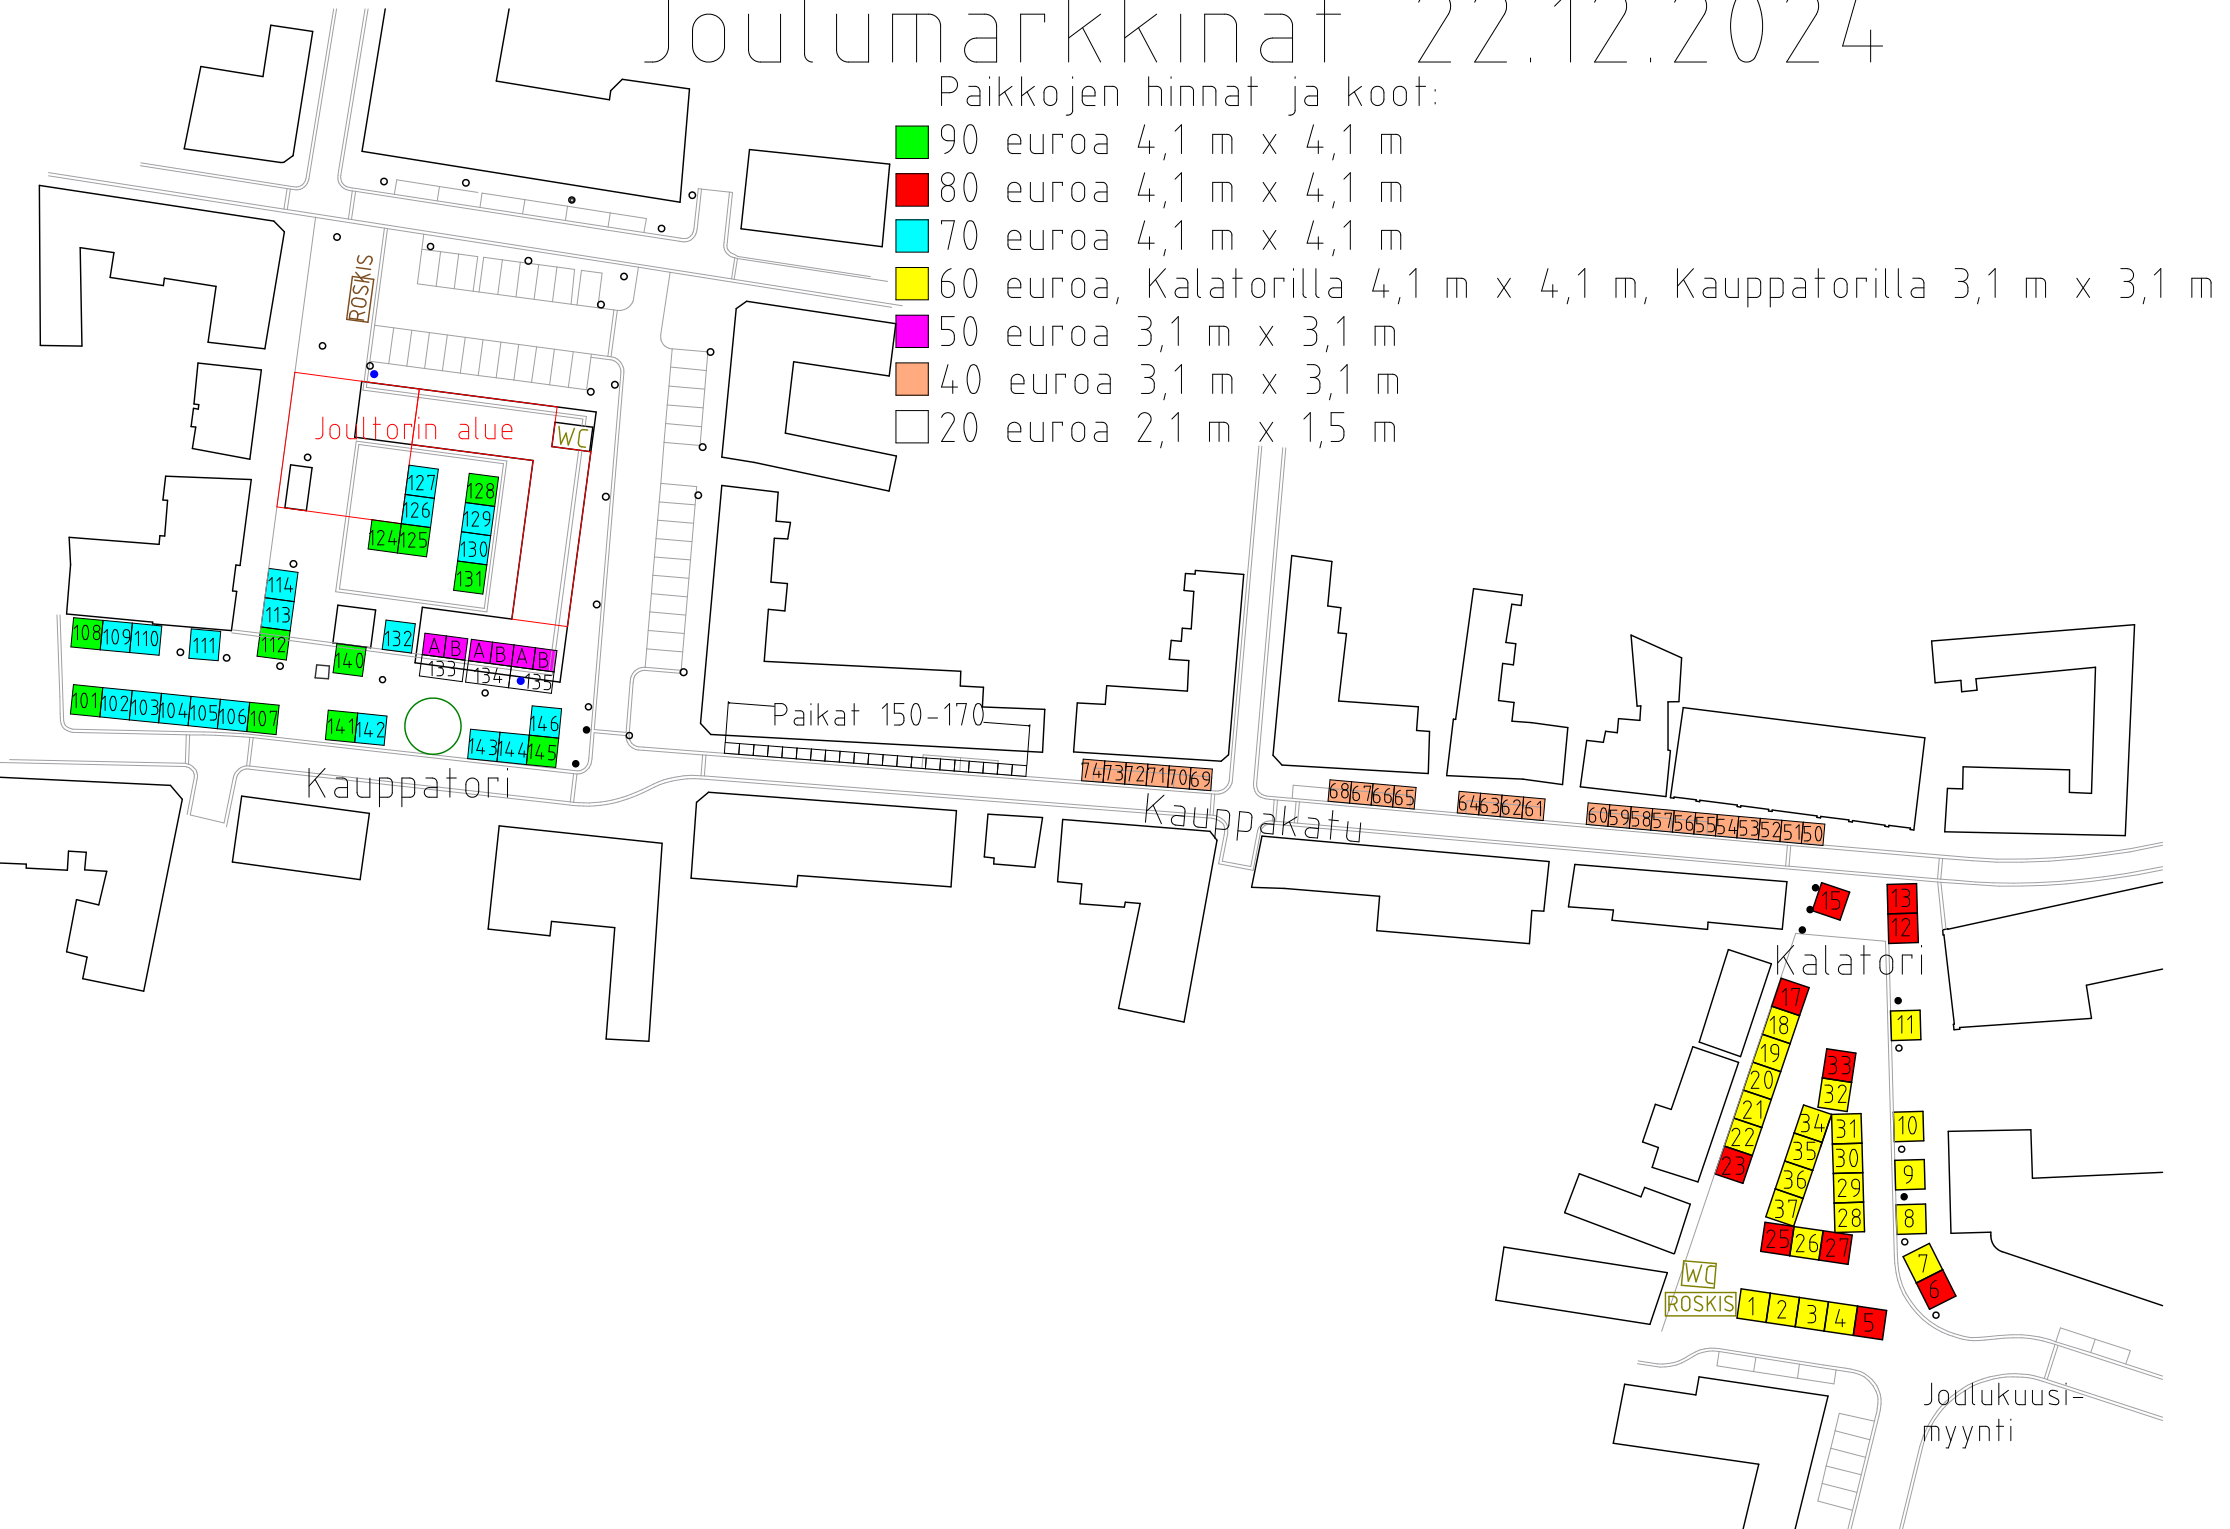 Joulumarkkinat 22.12.2024
Paikkojen hinnat ja koot:
90 euroa 4,1 m x 4,1 m
80 euroa 4,1 m x 4,1 m
70 euroa 4,1 m x 4,1 m
60 euroa, Kalatorilla 4,1 m x 4,1 m, Kauppatorilla 3,1 m x 3,1 m
50 euroa 3,1 m x 3,1 m
40 euroa 3,1 m x 3,1 m
20 euroa 2,1 m x 1,5 m
ROSKIS
Joultorin alue
WC
127
126
124 125
128
129
130
131
114
113
112
108 109 110 111
132
A B A B A B
133 134 135
140
101 102 103 104 105 106 107
141 142
146
143 144 145
Kauppatori
Paikat 150-170
74 73 72 71 70 69
68 67 66 65
64 63 62 61
60 59 58 57 56 55 54 53 52 51 50
Kauppakatu
15
13
12
Kalatori
17
18
19
20
21
22
23
11
33
32
34
35
36
37
31
30
29
28
25 26 27
10
9
8
7
6
WC
ROSKIS
1 2 3 4 5
Joulukuusi-
myynti